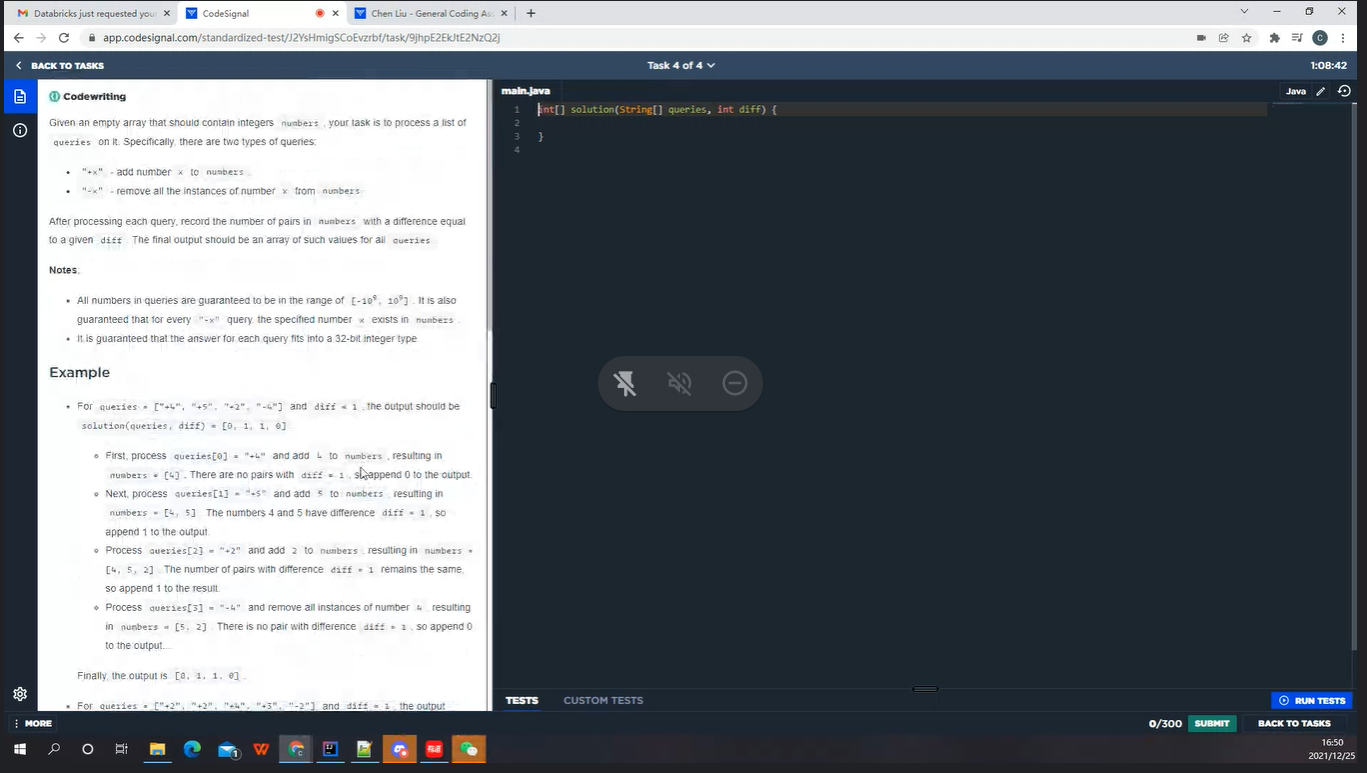 Databricks just requested your
CodeSignal
Chen Liu - General Coding Ass
app.codesignal.com/standardized-test/J2YsHmigSCoEvzrbf/task/9jhpE2EkJtE2NzQ2j
C
BACK TO TASKS
Task 4 of 4
1:08:42
Codewriting
main.java
Java
Given an empty array that should contain integers numbers , your task is to process a list of
queries on it. Specifically, there are two types of queries:
"+x" - add number x to numbers .
"-x" - remove all the instances of number x from numbers
After processing each query, record the number of pairs in numbers with a difference equal
to a given diff . The final output should be an array of such values for all queries
Notes:
All numbers in queries are guaranteed to be in the range of [-10⁹, 10⁹] . It is also
guaranteed that for every "-x" query, the specified number x exists in numbers .
It is guaranteed that the answer for each query fits into a 32-bit integer type
Example
For queries = ["+4", "+5", "+2", "-4"] and diff = 1 , the output should be
solution(queries, diff) = [0, 1, 1, 0]
First, process queries[0] = "+4" and add 4 to numbers , resulting in
numbers = [4] . There are no pairs with diff = 1 , so append 0 to the output.
Next, process queries[1] = "+5" and add 5 to numbers , resulting in
numbers = [4, 5] . The numbers 4 and 5 have difference diff = 1 , so
append 1 to the output.
Process queries[2] = "+2" and add 2 to numbers , resulting in numbers =
[4, 5, 2] . The number of pairs with difference diff = 1 remains the same,
so append 1 to the result.
Process queries[3] = "-4" and remove all instances of number 4 , resulting
in numbers = [5, 2] . There is no pair with difference diff = 1 , so append 0
to the output...
Finally, the output is [0, 1, 1, 0] .
For queries = ["+2", "+2", "+4", "+3", "-2"] and diff = 1 , the output
1 int[] solution(String[] queries, int diff) {
2
3 }
4
TESTS
CUSTOM TESTS
RUN TESTS
MORE
0/300
SUBMIT
BACK TO TASKS
16:50
2021/12/25